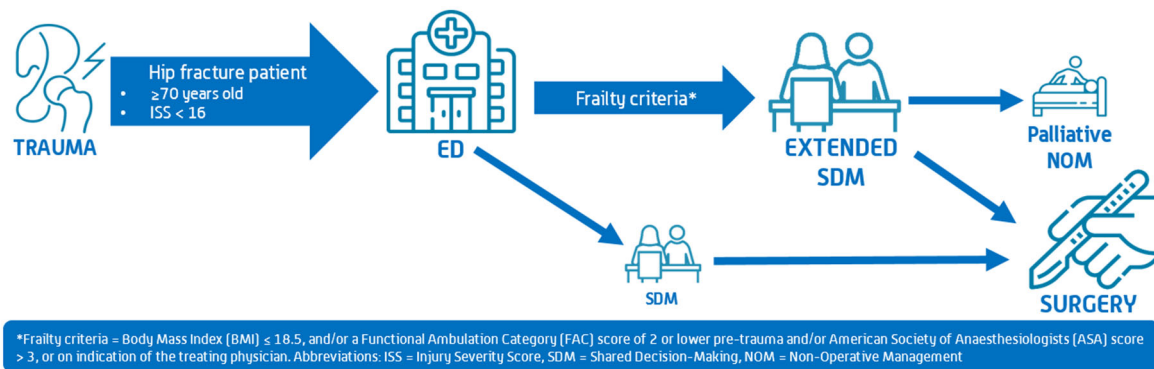 TRAUMA
Hip fracture patient
• ≥70 years old
• ISS < 16
ED
Frailty criteria*
EXTENDED
SDM
Palliative
NOM
SDM
SURGERY
*Frailty criteria = Body Mass Index (BMI) ≤ 18.5, and/or a Functional Ambulation Category (FAC) score of 2 or lower pre-trauma and/or American Society of Anaesthesiologists (ASA) score
> 3, or on indication of the treating physician. Abbreviations: ISS = Injury Severity Score, SDM = Shared Decision-Making, NOM = Non-Operative Management